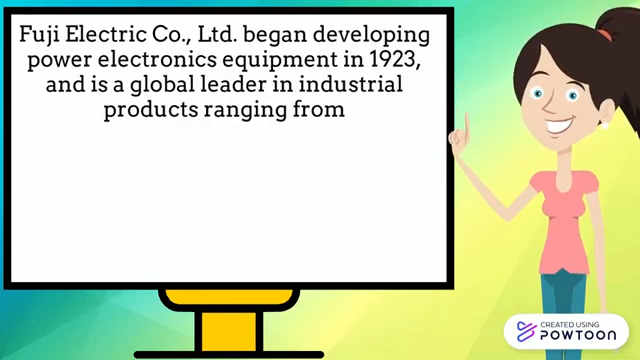 Fuji Electric Co., Ltd. began developing
power electronics equipment in 1923,
and is a global leader in industrial
products ranging from
CREATED USING
POWTOON